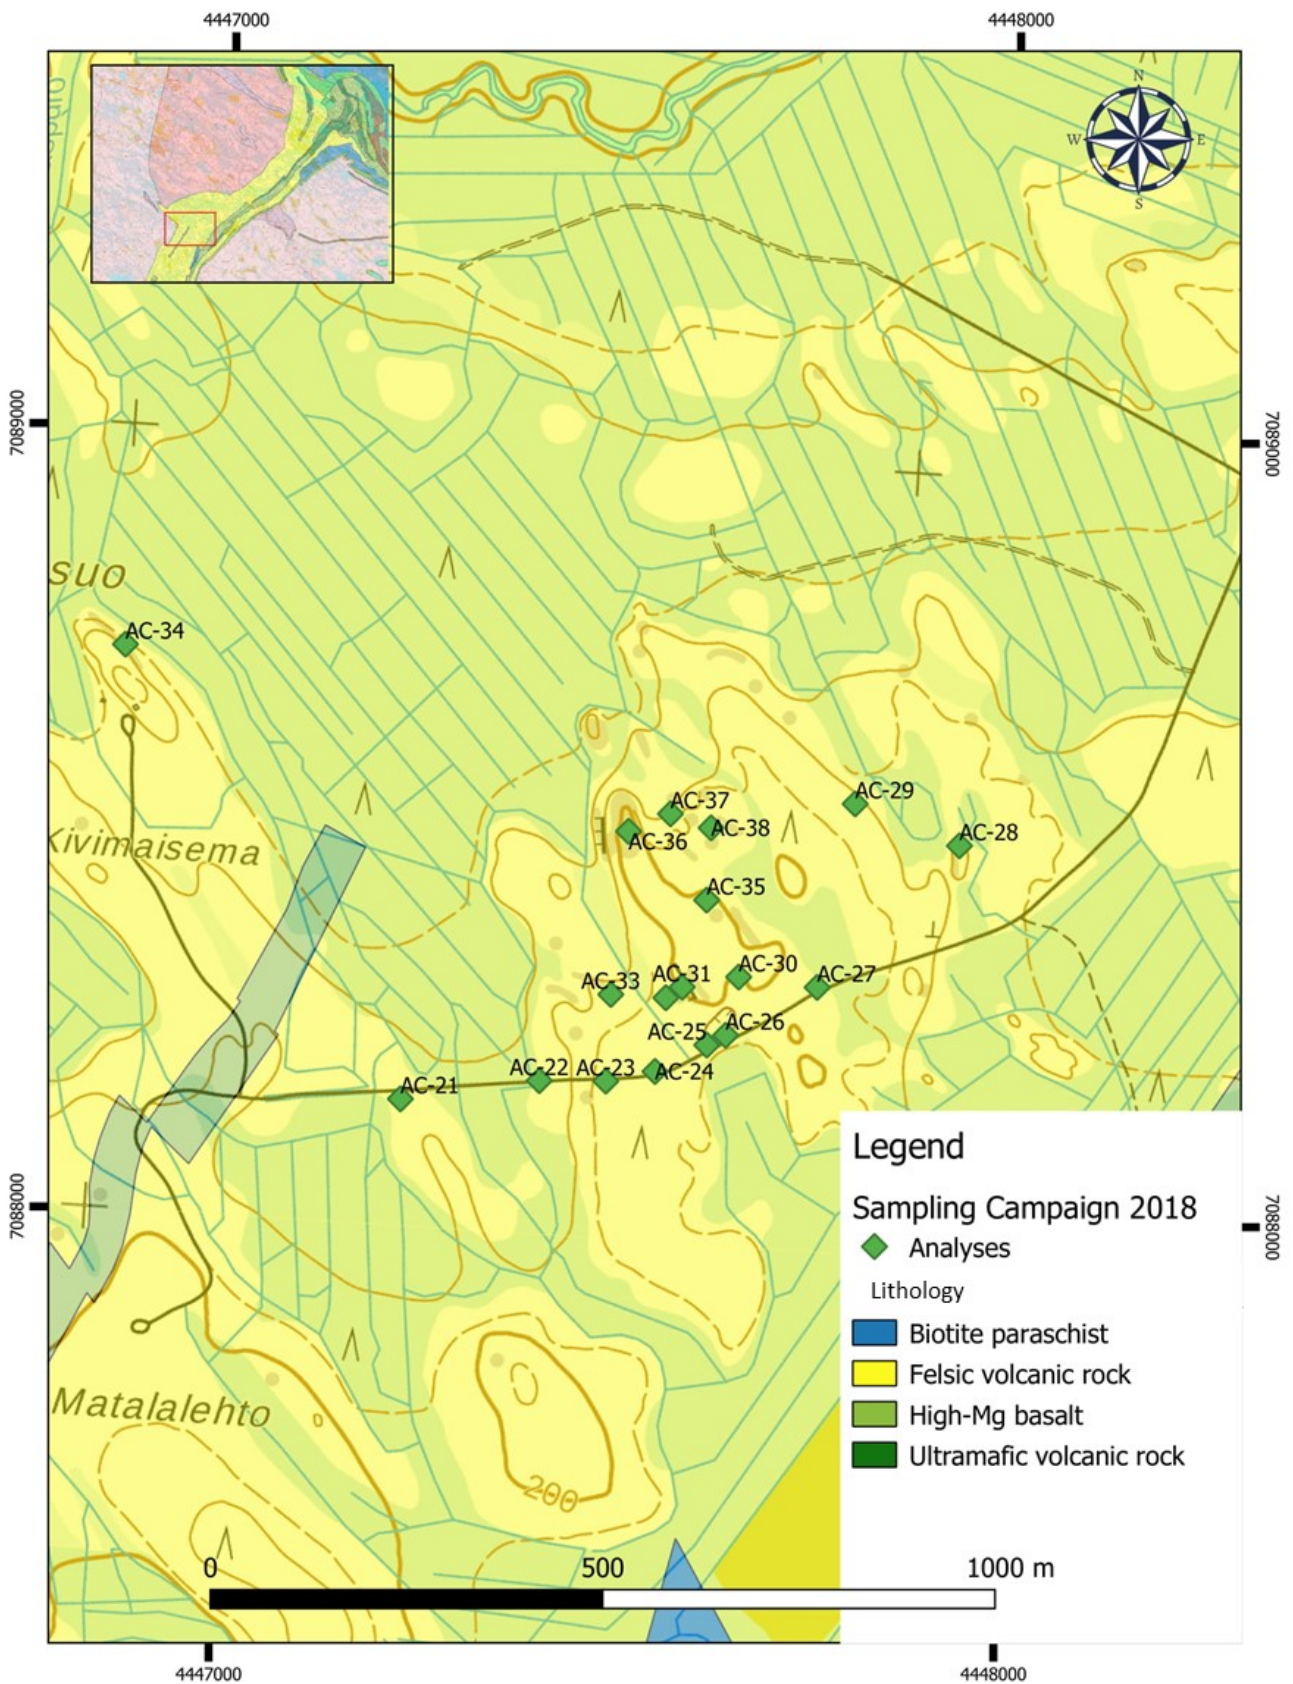 4447000
4448000
N
W
E
S
7089000
7089000
suo
AC-34
AC-37
AC-29
AC-38
AC-36
AC-28
Kivimaisema
AC-35
AC-31
AC-30
AC-33
AC-27
AC-26
AC-25
AC-22
AC-23
AC-24
AC-21
Legend
7088000
Sampling Campaign 2018
7088000
Analyses
Lithology
Biotite paraschist
Felsic volcanic rock
Matalalehto
High-Mg basalt
Ultramafic volcanic rock
200
0
500
1000 m
4447000
4448000